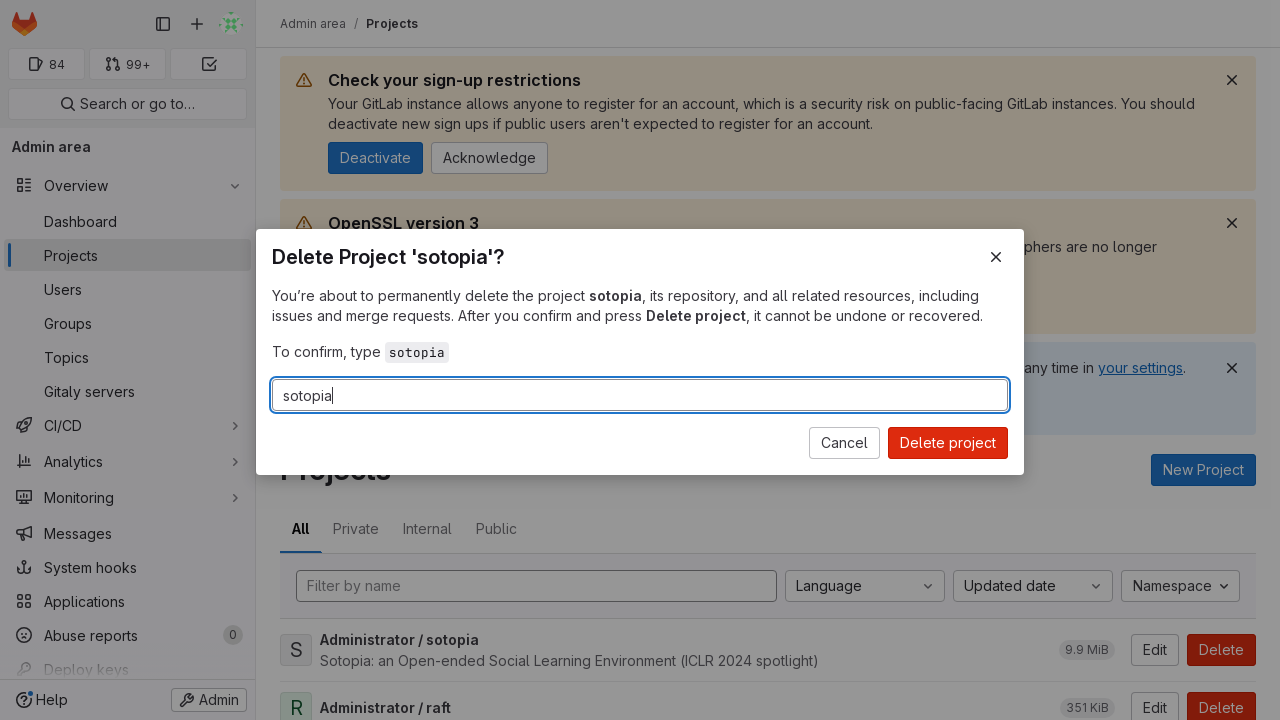 84
99+
Search or go to…
Admin area
Overview
Dashboard
Projects
Users
Groups
Topics
Gitaly servers
CI/CD
Analytics
Monitoring
Messages
System hooks
Applications
Abuse reports
0
Deploy keys
Help
Admin
Admin area / Projects
Check your sign-up restrictions
Your GitLab instance allows anyone to register for an account, which is a security risk on public-facing GitLab instances. You should
deactivate new sign ups if public users aren't expected to register for an account.
Deactivate
Acknowledge
OpenSSL version 3
phers are no longer
any time in your settings.
Delete Project 'sotopia'?
You’re about to permanently delete the project sotopia, its repository, and all related resources, including
issues and merge requests. After you confirm and press Delete project, it cannot be undone or recovered.
To confirm, type sotopia
sotopia
Cancel
Delete project
Projects
New Project
All
Private
Internal
Public
Filter by name
Language
Updated date
Namespace
S
Administrator / sotopia
Sotopia: an Open-ended Social Learning Environment (ICLR 2024 spotlight)
9.9 MiB
Edit
Delete
R
Administrator / raft
351 KiB
Edit
Delete